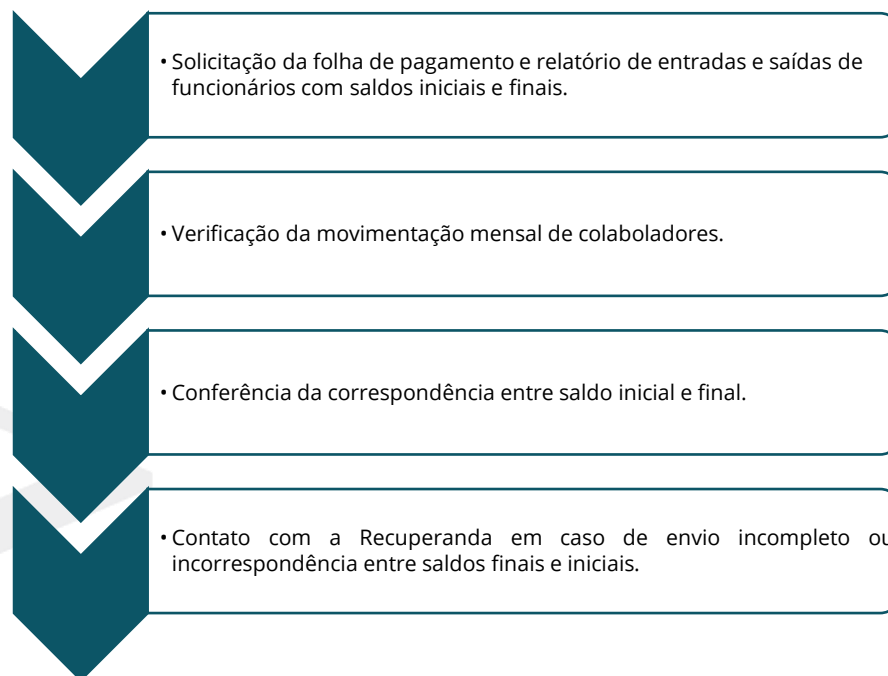 • Solicitação da folha de pagamento e relatório de entradas e saídas de
funcionários com saldos iniciais e finais.
• Verificação da movimentação mensal de colaboladores.
• Conferência da correspondência entre saldo inicial e final.
• Contato com a Recuperanda em caso de envio incompleto ou
incorrespondência entre saldos finais e iniciais.